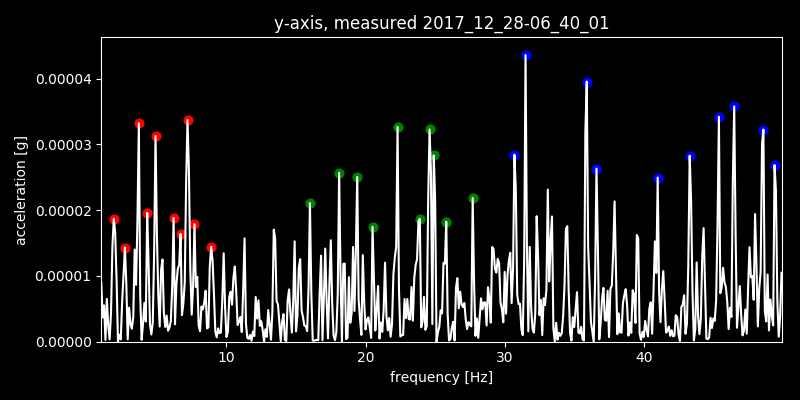 y-axis, measured 2017_12_28-06_40_01
0.00004
0.00003
0.00002
0.00001
0.00000
acceleration [g]
10 20 30 40
frequency [Hz]